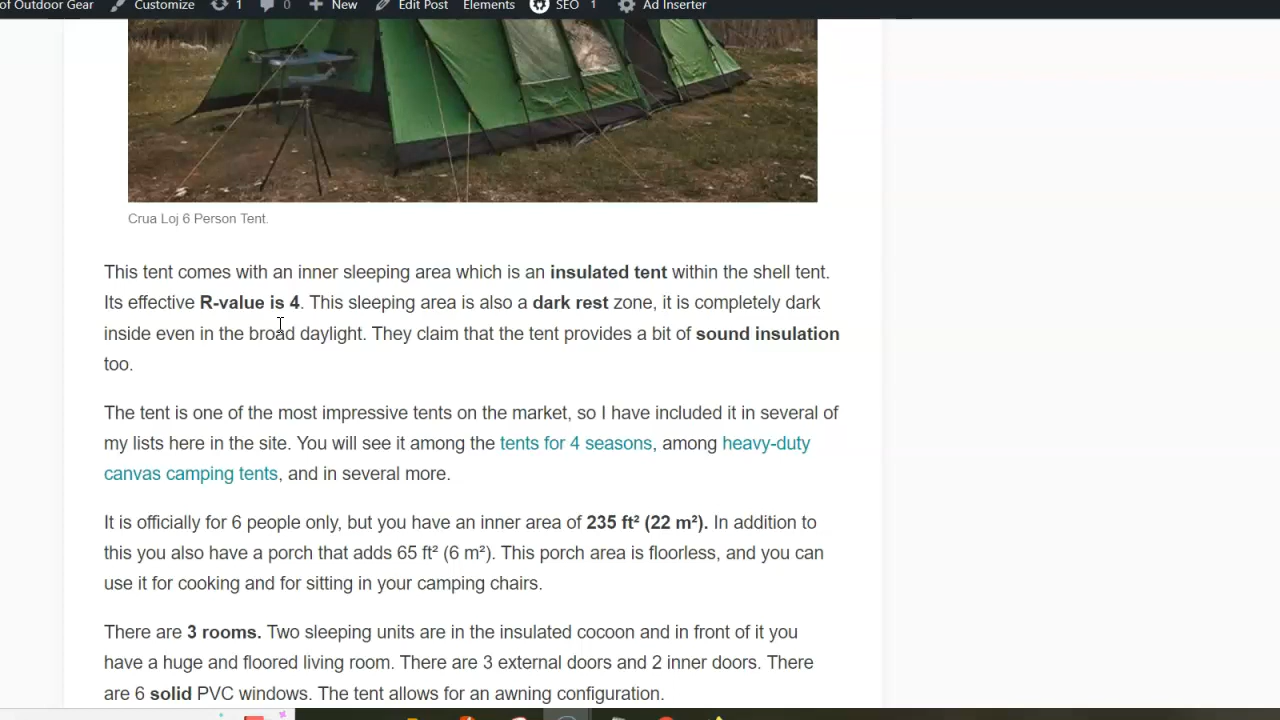 of Outdoor Gear Customize 1 0 New Edit Post Elements SEO 1 Ad Inserter
Crua Loj 6 Person Tent.
This tent comes with an inner sleeping area which is an insulated tent within the shell tent.
Its effective R-value is 4. This sleeping area is also a dark rest zone, it is completely dark
inside even in the broad daylight. They claim that the tent provides a bit of sound insulation
too.
The tent is one of the most impressive tents on the market, so I have included it in several of
my lists here in the site. You will see it among the tents for 4 seasons, among heavy-duty
canvas camping tents, and in several more.
It is officially for 6 people only, but you have an inner area of 235 ft² (22 m²). In addition to
this you also have a porch that adds 65 ft² (6 m²). This porch area is floorless, and you can
use it for cooking and for sitting in your camping chairs.
There are 3 rooms. Two sleeping units are in the insulated cocoon and in front of it you
have a huge and floored living room. There are 3 external doors and 2 inner doors. There
are 6 solid PVC windows. The tent allows for an awning configuration.